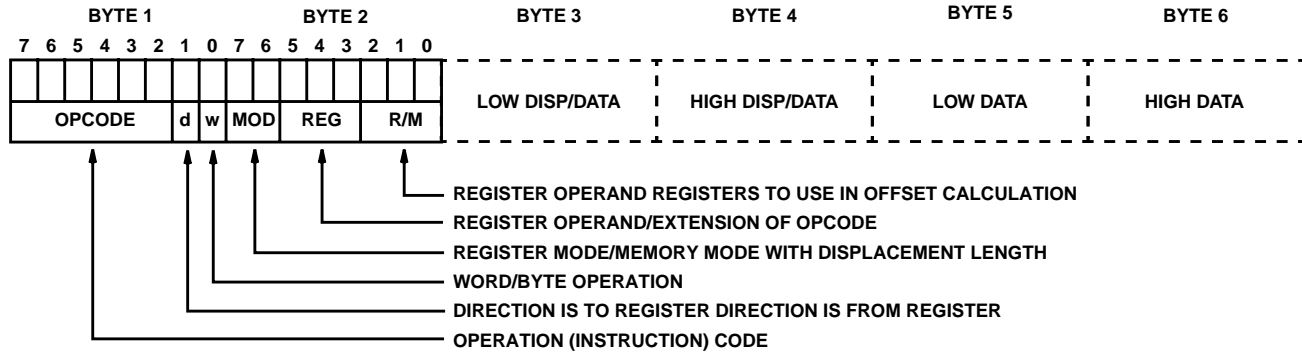 BYTE 1 BYTE 2 BYTE 3 BYTE 4 BYTE 5 BYTE 6
7 6 5 4 3 2 1 0 7 6 5 4 3 2 1 0
OPCODE d w MOD REG R/M LOW DISP/DATA HIGH DISP/DATA LOW DATA HIGH DATA
REGISTER OPERAND REGISTERS TO USE IN OFFSET CALCULATION
REGISTER OPERAND/EXTENSION OF OPCODE
REGISTER MODE/MEMORY MODE WITH DISPLACEMENT LENGTH
WORD/BYTE OPERATION
DIRECTION IS TO REGISTER DIRECTION IS FROM REGISTER
OPERATION (INSTRUCTION) CODE